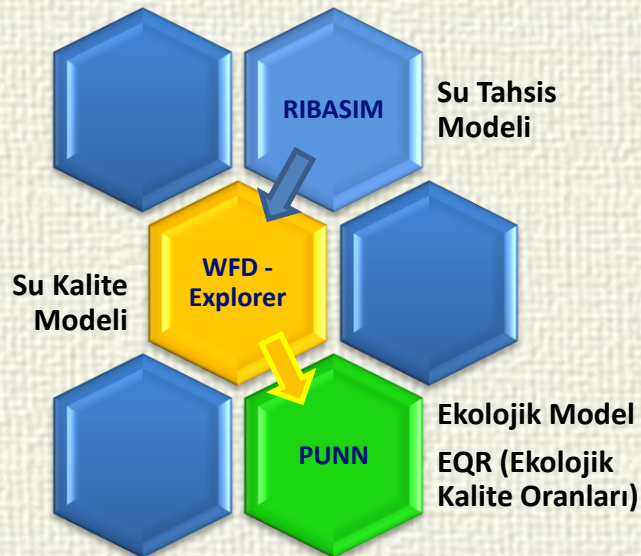 RIBASIM
Su Tahsis
Modeli
WFD -
Explorer
Su Kalite
Modeli
PUNN
Ekolojik Model
EQR (Ekolojik
Kalite Oranları)